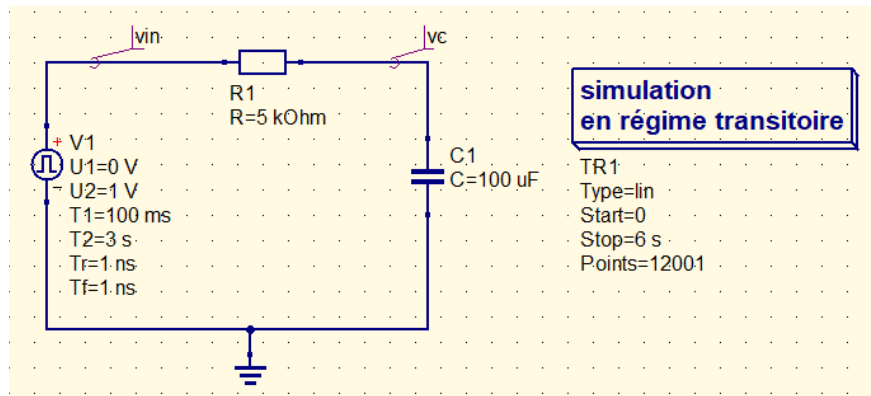 vin
vc
R1
R=5 kOhm
V1
U1=0 V
U2=1 V
T1=100 ms
T2=3 s
Tr=1 ns
Tf=1 ns
C1
C=100 uF
simulation
en régime transitoire
TR1
Type=lin
Start=0
Stop=6 s
Points=12001